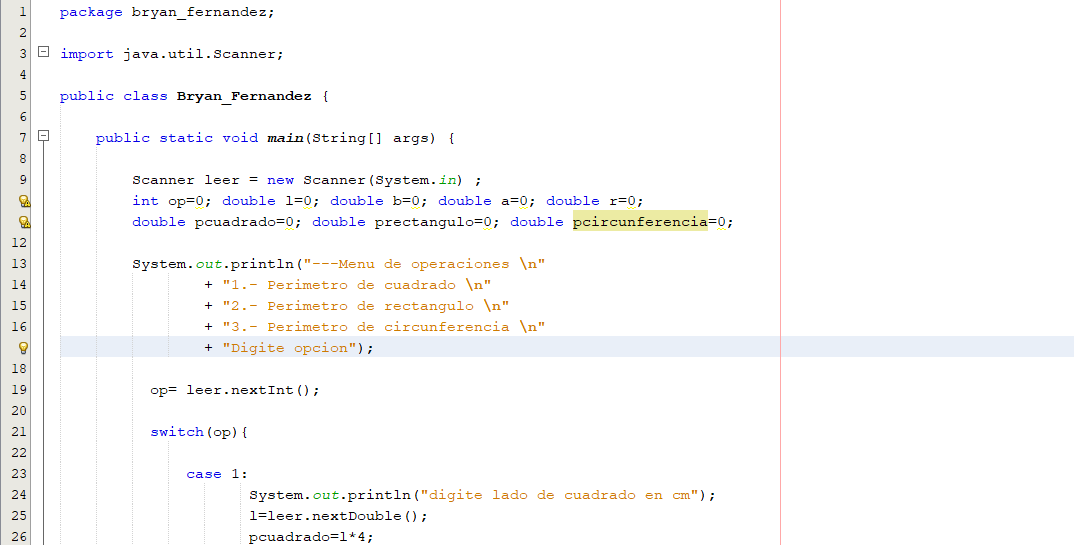 1 package bryan_fernandez;
2
3 import java.util.Scanner;
4
5 public class Bryan_Fernandez {
6
7 public static void main(String[] args) {
8
9 Scanner leer = new Scanner(System.in) ;
int op=0; double l=0; double b=0; double a=0; double r=0;
double pcuadrado=0; double prectangulo=0; double pcircunferencia=0;
12
13 System.out.println("---Menu de operaciones \n"
14 + "1.- Perimetro de cuadrado \n"
15 + "2.- Perimetro de rectangulo \n"
16 + "3.- Perimetro de circunferencia \n"
+ "Digite opcion");
18
19 op= leer.nextInt();
20
21 switch(op){
22
23 case 1:
24 System.out.println("digite lado de cuadrado en cm");
25 l=leer.nextDouble();
26 pcuadrado=l*4;